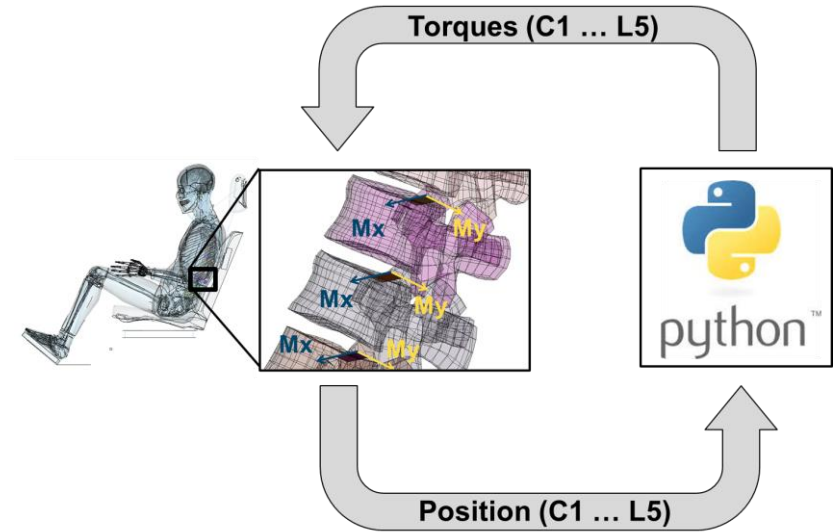 Torques (C1 … L5)
Mx
My
Mx
My
Mx
My
python™
Position (C1 … L5)